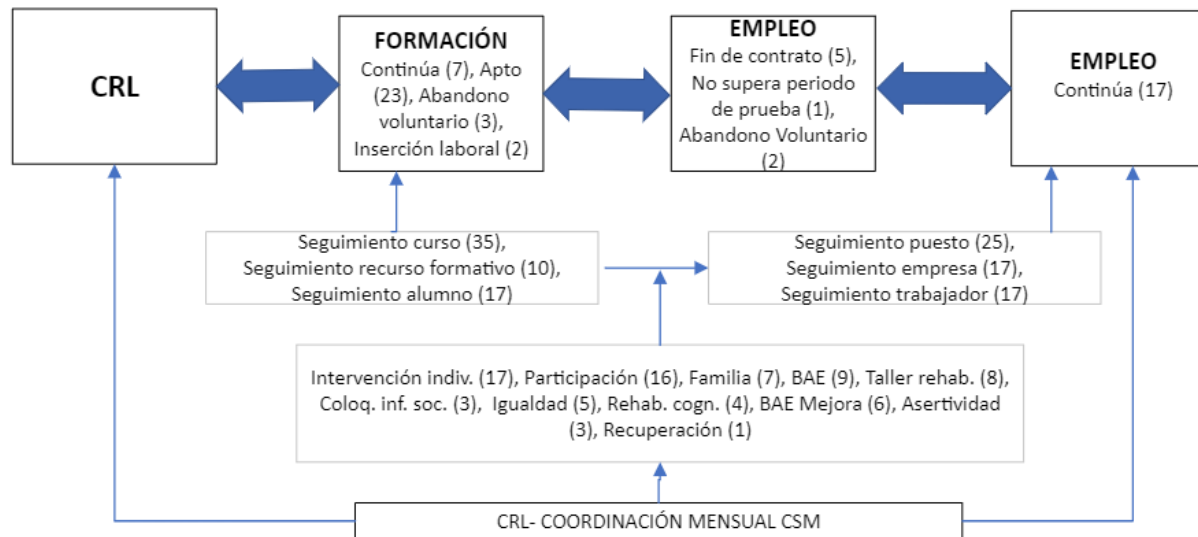 CRL
FORMACIÓN
Continúa (7), Apto
(23), Abandono
voluntario (3),
Inserción laboral (2)
EMPLEO
Fin de contrato (5),
No supera periodo
de prueba (1),
Abandono Voluntario
(2)
EMPLEO
Continúa (17)
Seguimiento curso (35),
Seguimiento recurso formativo (10),
Seguimiento alumno (17)
Seguimiento puesto (25),
Seguimiento empresa (17),
Seguimiento trabajador (17)
Intervención indiv. (17), Participación (16), Familia (7), BAE (9), Taller rehab. (8),
Coloq. inf. soc. (3), Igualdad (5), Rehab. cogn. (4), BAE Mejora (6), Asertividad
(3), Recuperación (1)
CRL- COORDINACIÓN MENSUAL CSM